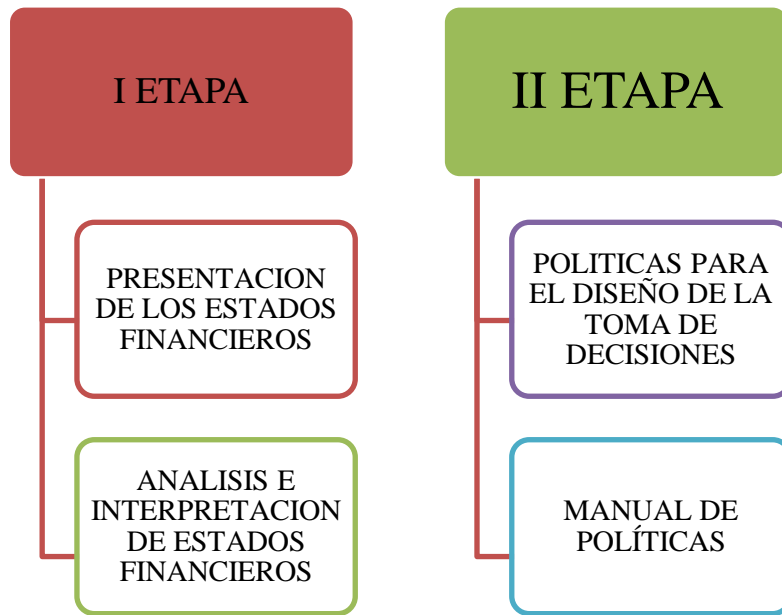 I ETAPA
PRESENTACION
DE LOS ESTADOS
FINANCIEROS
ANALISIS E
INTERPRETACION
DE ESTADOS
FINANCIEROS
II ETAPA
POLITICAS PARA
EL DISEÑO DE LA
TOMA DE
DECISIONES
MANUAL DE
POLÍTICAS